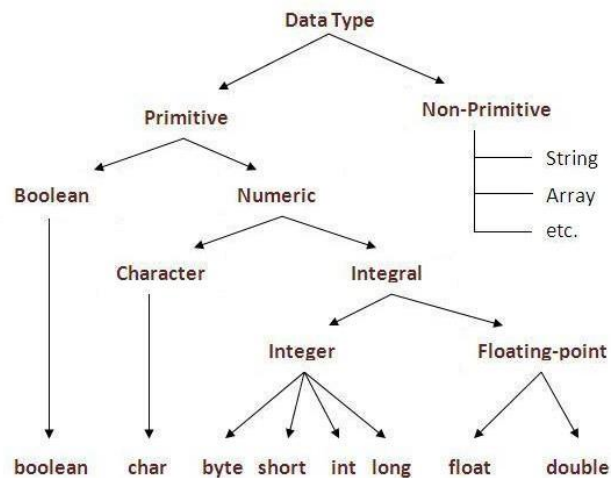 Data Type
Primitive
Non-Primitive
String
Boolean
Numeric
Array
etc.
Character
Integral
Integer
Floating-point
boolean char byte short int long float double